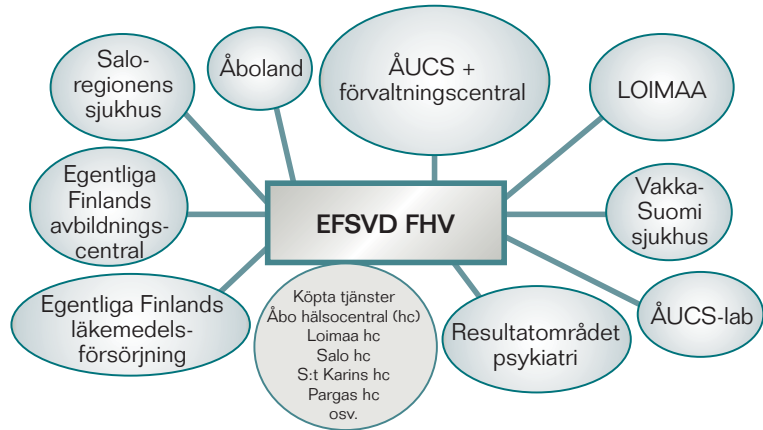 Salo-
regionens
sjukhus
Åboland
ÅUCS +
förvaltningscentral
LOIMAA
Egentliga
Finlands
avbildnings-
central
EFSVD FHV
Vakka-
Suomi
sjukhus
Egentliga Finlands
läkemedels-
försörjning
Köpta tjänster
Åbo hälsocentral (hc)
Loimaa hc
Salo hc
S:t Karins hc
Pargas hc
osv.
Resultatområdet
psykiatri
ÅUCS-lab